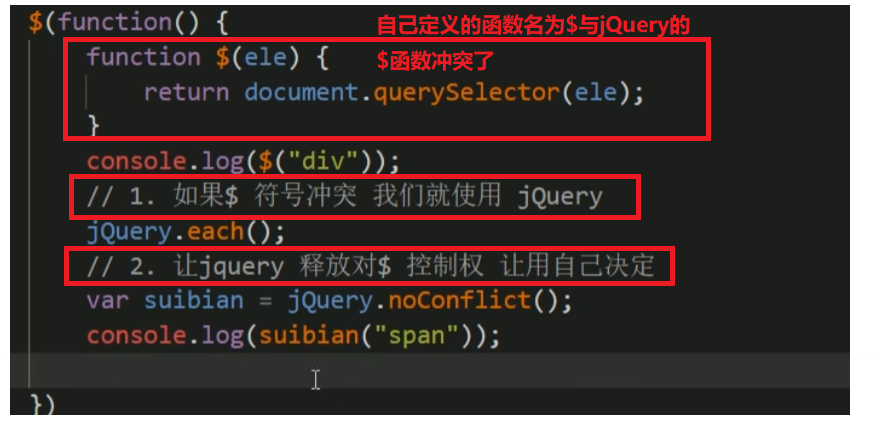 $(function() {
自己定义的函数名为$与jQuery的
function $(ele) {
$函数冲突了
return document.querySelector(ele);
}
console.log($("div"));
// 1. 如果$ 符号冲突 我们就使用 jQuery
jQuery.each();
// 2. 让jquery 释放对$ 控制权 让用自己决定
var suibian = jQuery.noConflict();
console.log(suibian("span"));
})